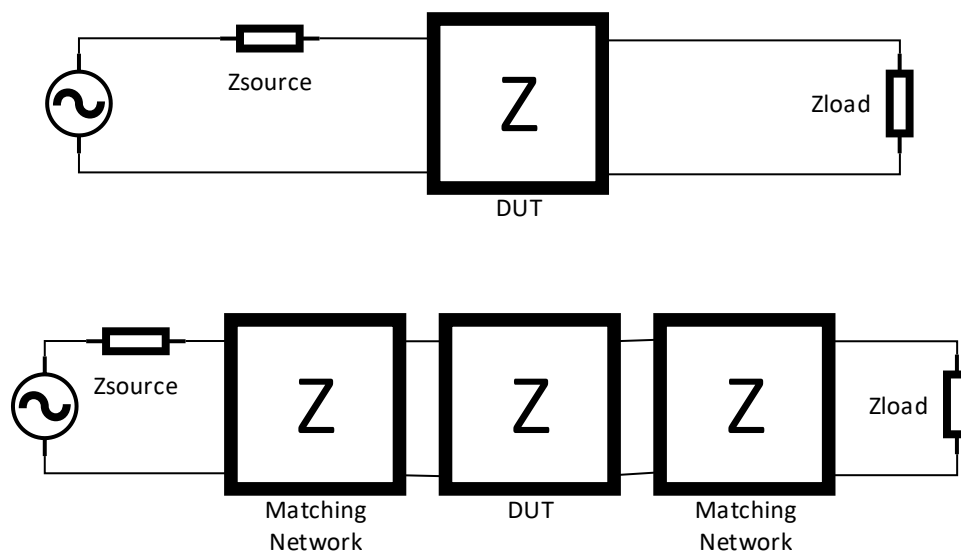 Zsource
Z
Zload
DUT
Zsource
Z
Z
Z
Zload
Matching
Network
DUT
Matching
Network